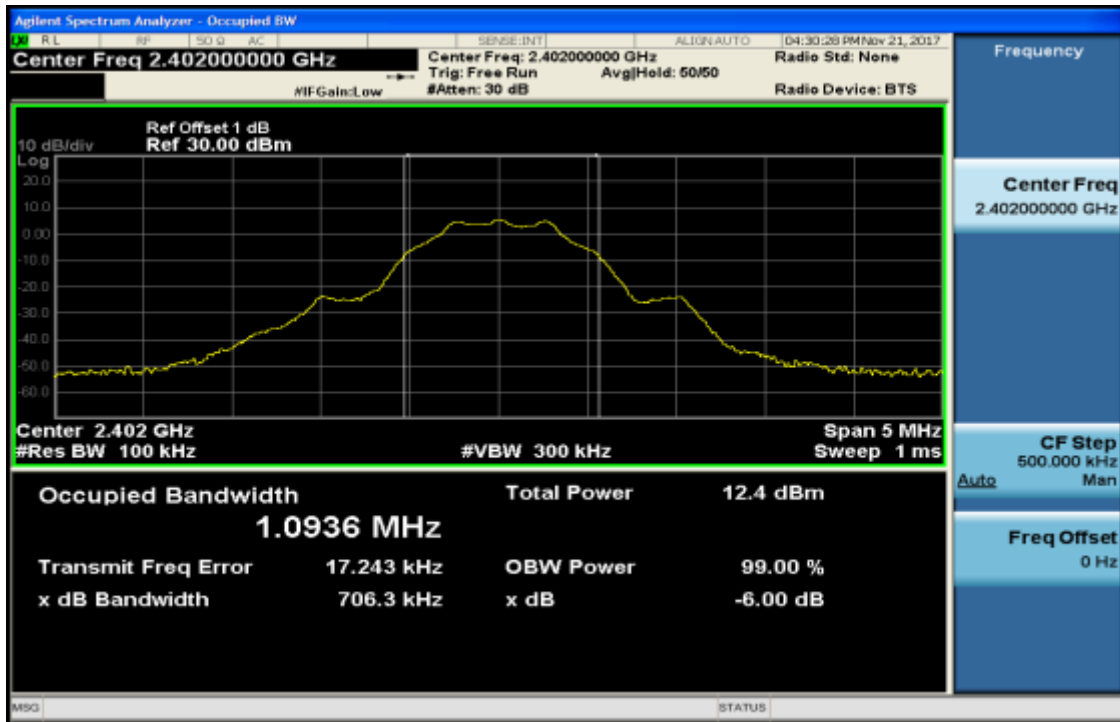 Agilent Spectrum Analyzer - Occupied BW
RL RF 50 Ω AC SENSE:INT ALIGN AUTO 04:30:28 PM Nov 21, 2017
Center Freq 2.402000000 GHz
Center Freq: 2.402000000 GHz Radio Std: None
Trig: Free Run Avg|Hold: 50/50
#IFGain:Low #Atten: 30 dB Radio Device: BTS
Ref Offset 1 dB
10 dB/div Ref 30.00 dBm
Log
20.0
10.0
0.00
-10.0
-20.0
-30.0
-40.0
-50.0
-60.0
Center 2.402 GHz Span 5 MHz
#Res BW 100 kHz #VBW 300 kHz Sweep 1 ms
Occupied Bandwidth Total Power 12.4 dBm
1.0936 MHz
Transmit Freq Error 17.243 kHz OBW Power 99.00 %
x dB Bandwidth 706.3 kHz x dB -6.00 dB
MSG STATUS
Frequency
Center Freq
2.402000000 GHz
CF Step
500.000 kHz
Auto Man
Freq Offset
0 Hz